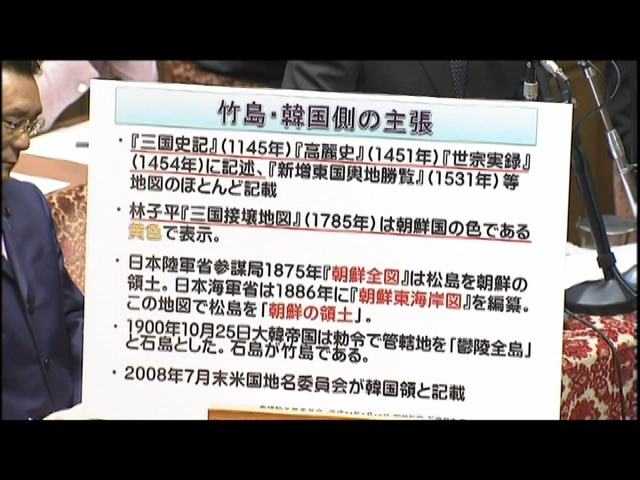 竹島・韓国側の主張
・『三国史記』(1145年)『高麗史』(1451年)『世宗実録』
(1454年)に記述、『新増東国輿地勝覧』(1531年)等
地図のほとんど記載
・林子平『三国接壌地図』(1785年)は朝鮮国の色である
黄色で表示。
・日本陸軍省参謀局1875年『朝鮮全図』は松島を朝鮮の
領土。日本海軍省は1886年に『朝鮮東海岸図』を編纂。
この地図で松島を「朝鮮の領土」。
・1900年10月25日大韓帝国は勅令で管轄地を「鬱陵全島」
と石島とした。石島が竹島である。
・2008年7月末米国地名委員会が韓国領と記載